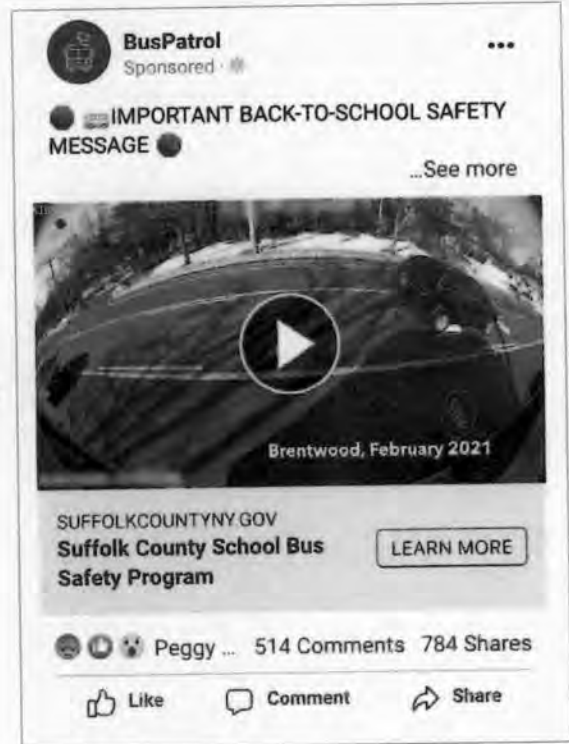 BusPatrol
Sponsored ·
IMPORTANT BACK-TO-SCHOOL SAFETY
MESSAGE
...See more
Brentwood, February 2021
SUFFOLKCOUNTYNY.GOV
Suffolk County School Bus
Safety Program
LEARN MORE
Peggy ... 514 Comments 784 Shares
Like Comment Share